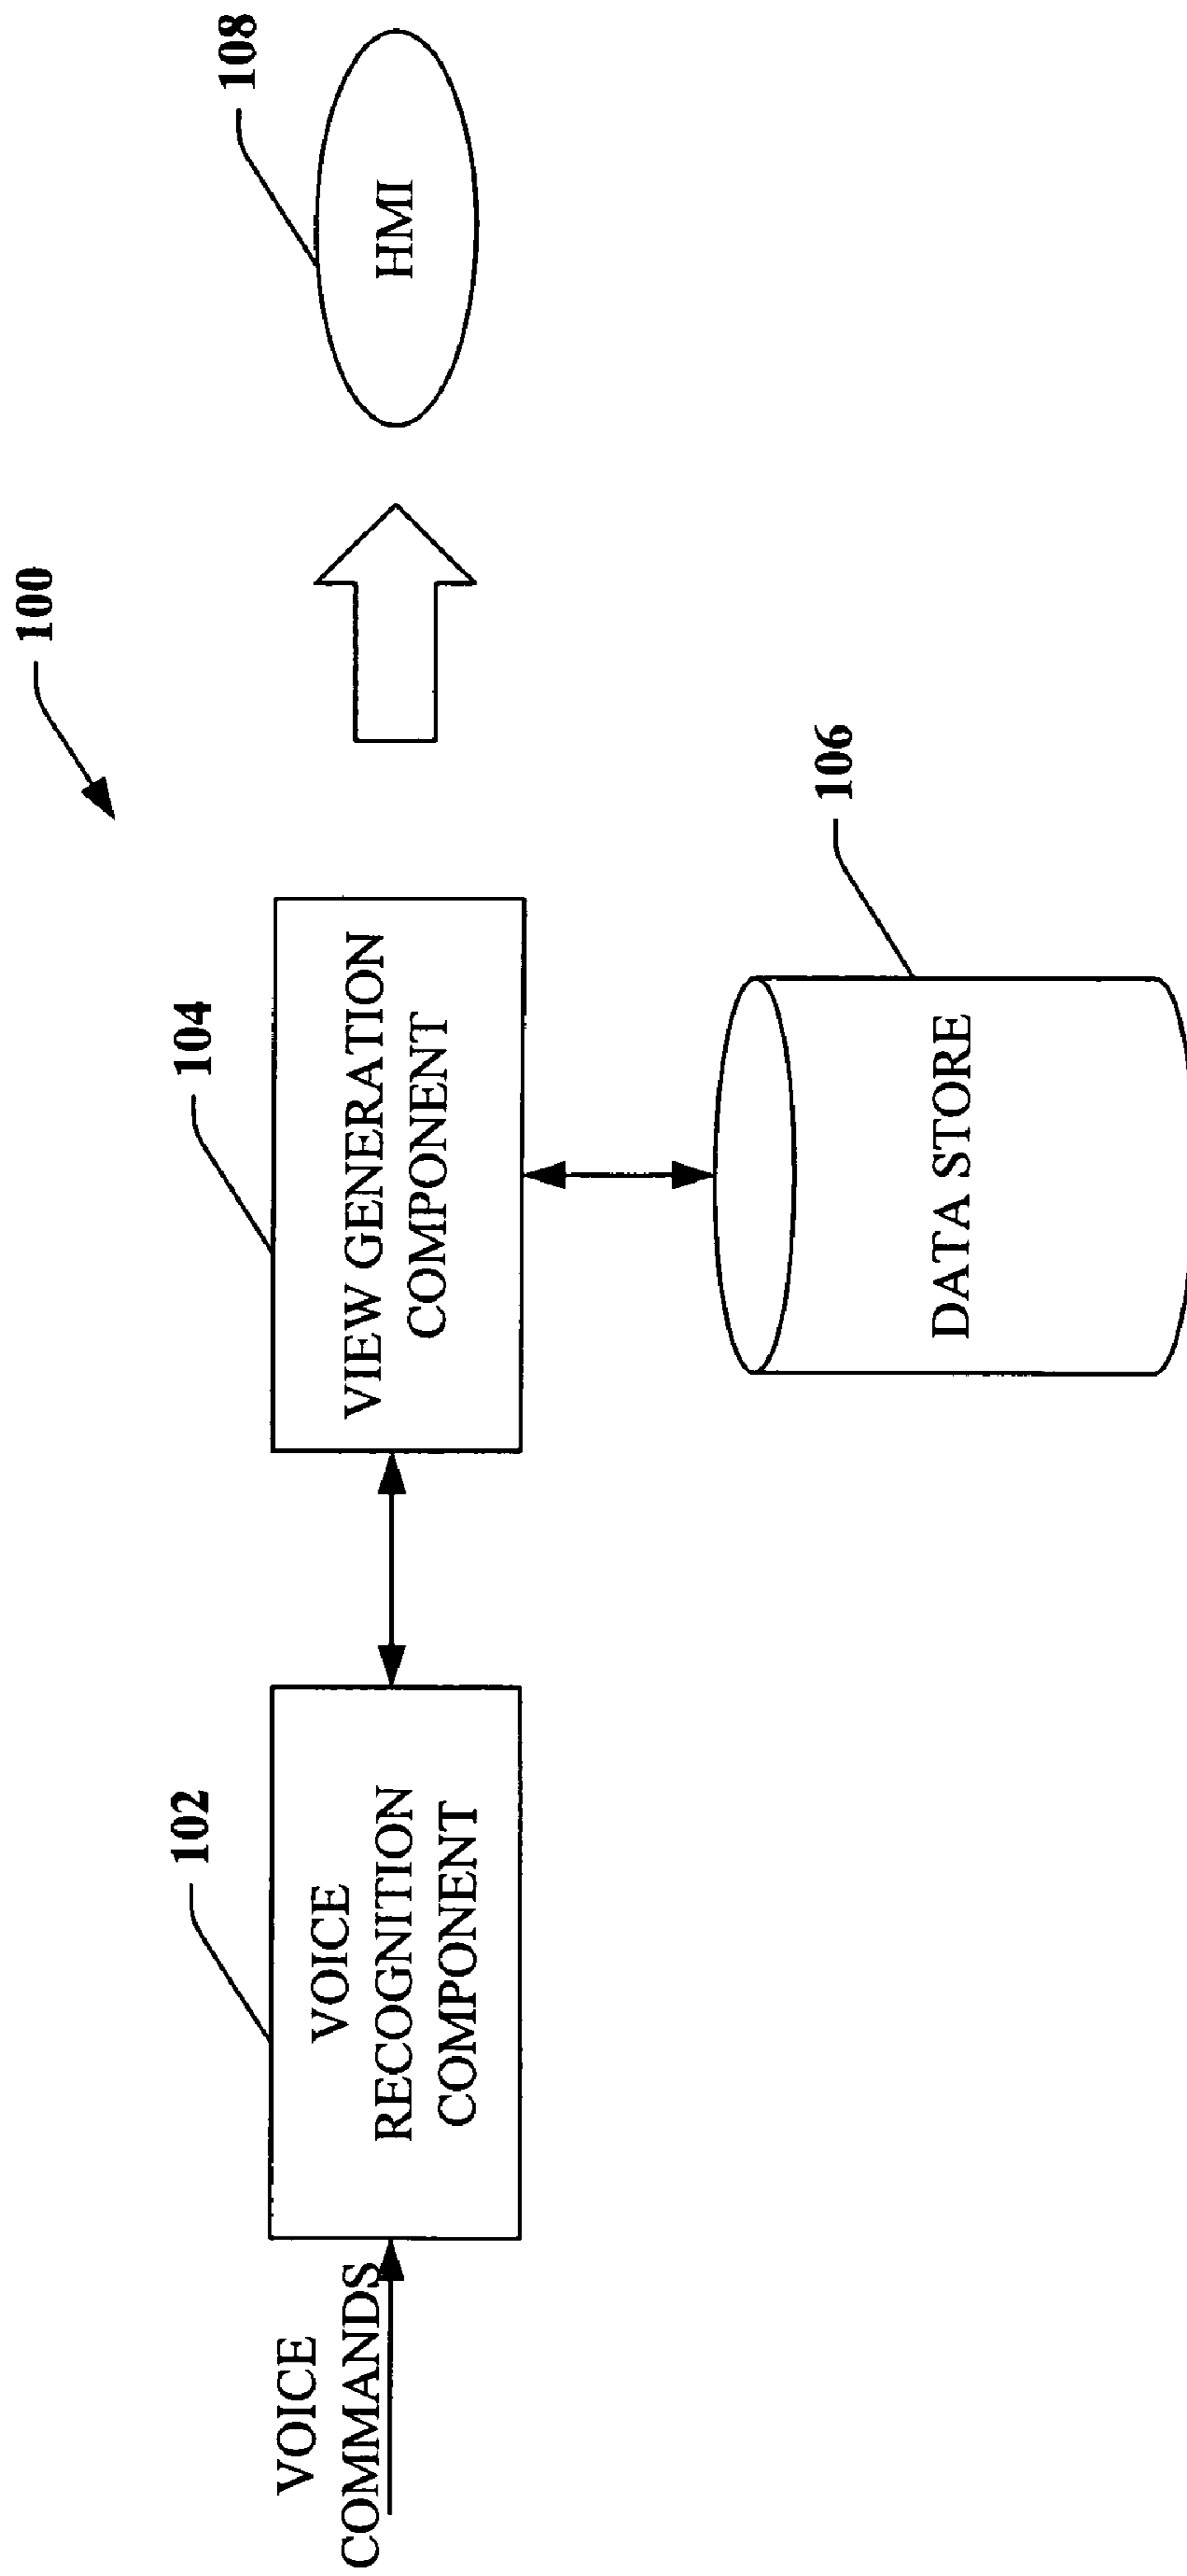 100
108
HMI
104
VIEW GENERATION
COMPONENT
102
VOICE
RECOGNITION
COMPONENT
VOICE
COMMANDS
106
DATA STORE